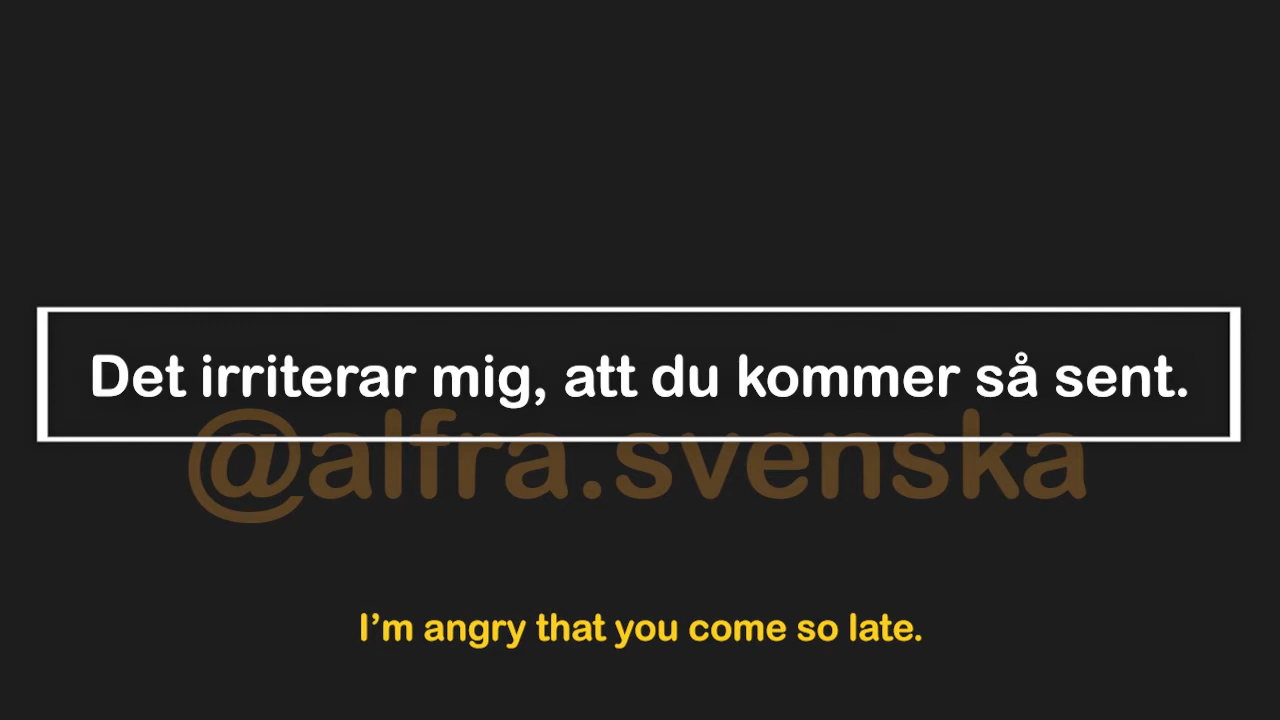 Det irriterar mig, att du kommer så sent.
@alfra.svenska
I’m angry that you come so late.